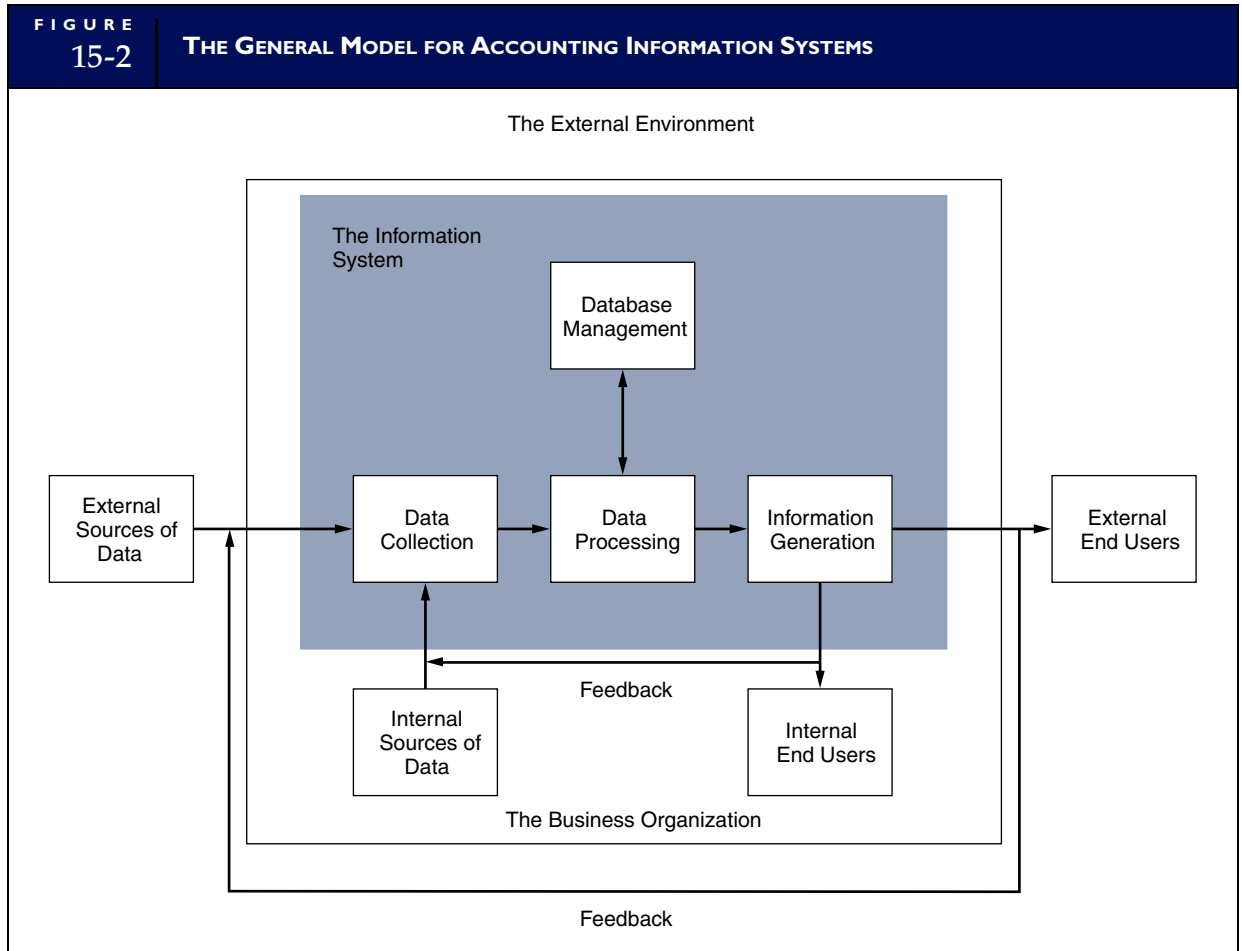 FIGURE
15-2
THE GENERAL MODEL FOR ACCOUNTING INFORMATION SYSTEMS
The External Environment
The Information
System
Database
Management
External
Sources of
Data
Data
Collection
Data
Processing
Information
Generation
External
End Users
Feedback
Internal
Sources of
Data
Internal
End Users
The Business Organization
Feedback